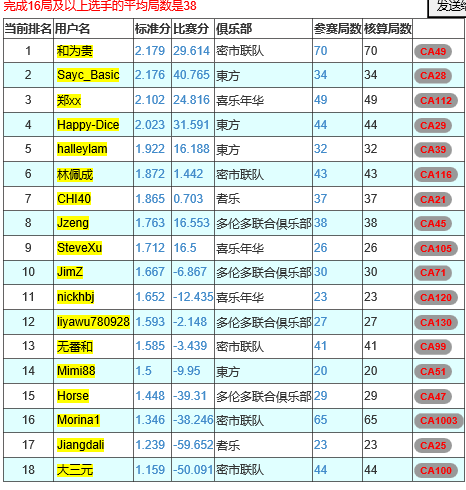 完成16局及以上选手的平均局数是38
发送
当前排名 用户名 标准分 比赛分 俱乐部 参赛局数 核算局数
1 和为贵 2.179 29.614 密市联队 70 70 CA49
2 Sayc_Basic 2.176 40.765 東方 34 34 CA28
3 郑xx 2.102 24.816 喜乐年华 49 49 CA112
4 Happy-Dice 2.023 31.591 東方 44 44 CA29
5 halleylam 1.922 16.188 東方 32 32 CA39
6 林佩成 1.872 1.442 密市联队 43 43 CA116
7 CHI40 1.865 0.703 耆乐 37 37 CA21
8 Jzeng 1.763 16.553 多伦多联合俱乐部 38 38 CA45
9 SteveXu 1.712 16.5 喜乐年华 26 26 CA105
10 JimZ 1.667 -6.867 多伦多联合俱乐部 30 30 CA71
11 nickhbj 1.652 -12.435 喜乐年华 23 23 CA120
12 liyawu780928 1.593 -2.148 多伦多联合俱乐部 27 27 CA130
13 无番和 1.585 -3.439 密市联队 41 41 CA99
14 Mimi88 1.5 -9.95 東方 20 20 CA51
15 Horse 1.448 -39.31 多伦多联合俱乐部 29 29 CA47
16 Morina1 1.346 -38.246 密市联队 65 65 CA1003
17 Jiangdali 1.239 -59.652 耆乐 23 23 CA25
18 大三元 1.159 -50.091 密市联队 44 44 CA100